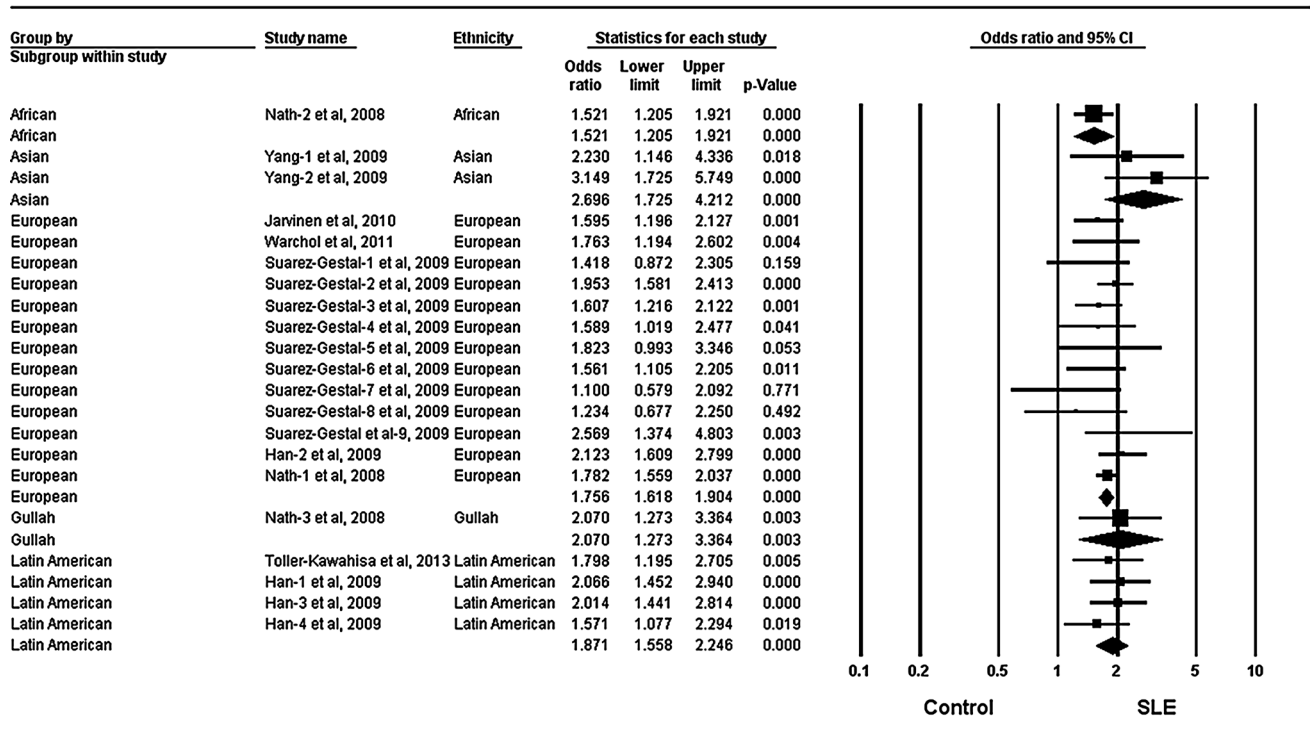 Group by Study name Ethnicity Statistics for each study Odds ratio and 95% CI
Subgroup within study
Odds Lower Upper
ratio limit limit p-Value
African Nath-2 et al, 2008 African 1.521 1.205 1.921 0.000
African 1.521 1.205 1.921 0.000
Asian Yang-1 et al, 2009 Asian 2.230 1.146 4.336 0.018
Asian Yang-2 et al, 2009 Asian 3.149 1.725 5.749 0.000
Asian 2.696 1.725 4.212 0.000
European Jarvinen et al, 2010 European 1.595 1.196 2.127 0.001
European Warchol et al, 2011 European 1.763 1.194 2.602 0.004
European Suarez-Gestal-1 et al, 2009 European 1.418 0.872 2.305 0.159
European Suarez-Gestal-2 et al, 2009 European 1.953 1.581 2.413 0.000
European Suarez-Gestal-3 et al, 2009 European 1.607 1.216 2.122 0.001
European Suarez-Gestal-4 et al, 2009 European 1.589 1.019 2.477 0.041
European Suarez-Gestal-5 et al, 2009 European 1.823 0.993 3.346 0.053
European Suarez-Gestal-6 et al, 2009 European 1.561 1.105 2.205 0.011
European Suarez-Gestal-7 et al, 2009 European 1.100 0.579 2.092 0.771
European Suarez-Gestal-8 et al, 2009 European 1.234 0.677 2.250 0.492
European Suarez-Gestal et al-9, 2009 European 2.569 1.374 4.803 0.003
European Han-2 et al, 2009 European 2.123 1.609 2.799 0.000
European Nath-1 et al, 2008 European 1.782 1.559 2.037 0.000
European 1.756 1.618 1.904 0.000
Gullah Nath-3 et al, 2008 Gullah 2.070 1.273 3.364 0.003
Gullah 2.070 1.273 3.364 0.003
Latin American Toller-Kawahisa et al, 2013 Latin American 1.798 1.195 2.705 0.005
Latin American Han-1 et al, 2009 Latin American 2.066 1.452 2.940 0.000
Latin American Han-3 et al, 2009 Latin American 2.014 1.441 2.814 0.000
Latin American Han-4 et al, 2009 Latin American 1.571 1.077 2.294 0.019
Latin American 1.871 1.558 2.246 0.000
0.1 0.2 0.5 1 2 5 10
Control SLE